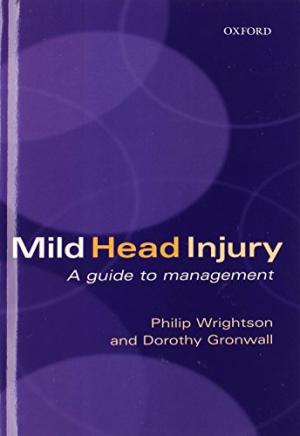 OXFORD
Mild Head Injury
A guide to management
Philip Wrightson
and Dorothy Gronwall